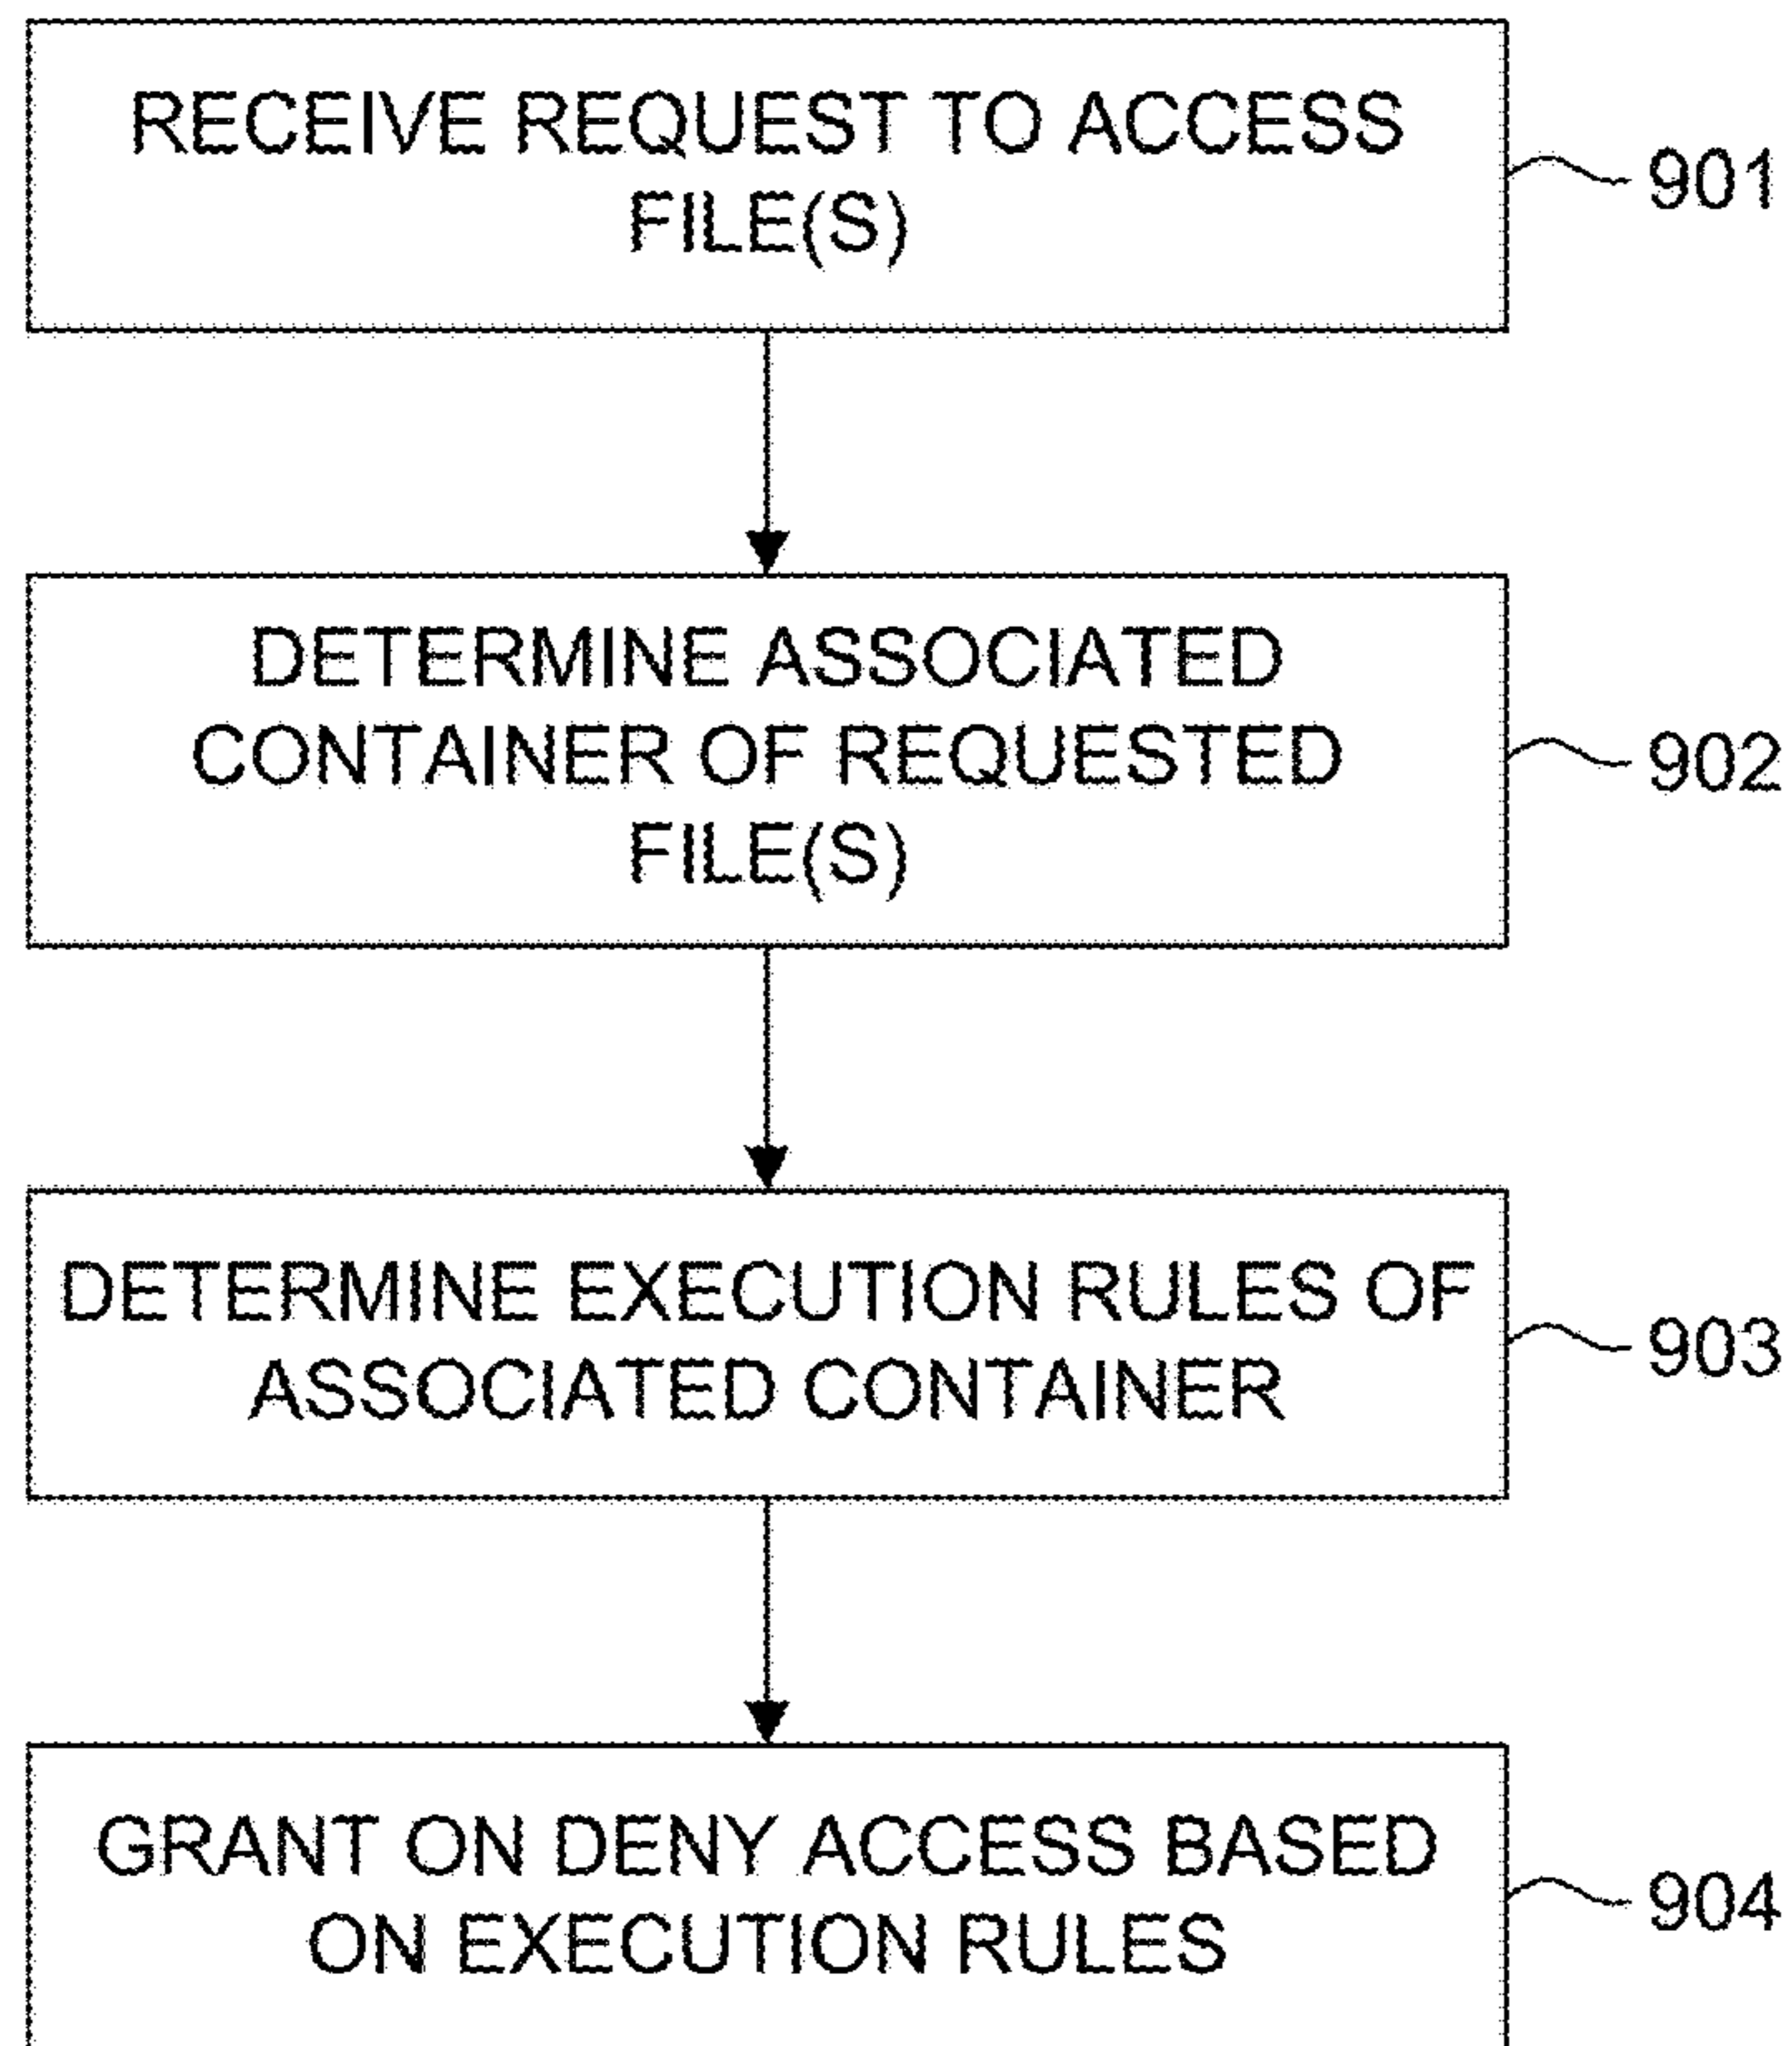 RECEIVE REQUEST TO ACCESS
FILE(S)
901
DETERMINE ASSOCIATED
CONTAINER OF REQUESTED
FILE(S)
902
DETERMINE EXECUTION RULES OF
ASSOCIATED CONTAINER
903
GRANT ON DENY ACCESS BASED
ON EXECUTION RULES
904